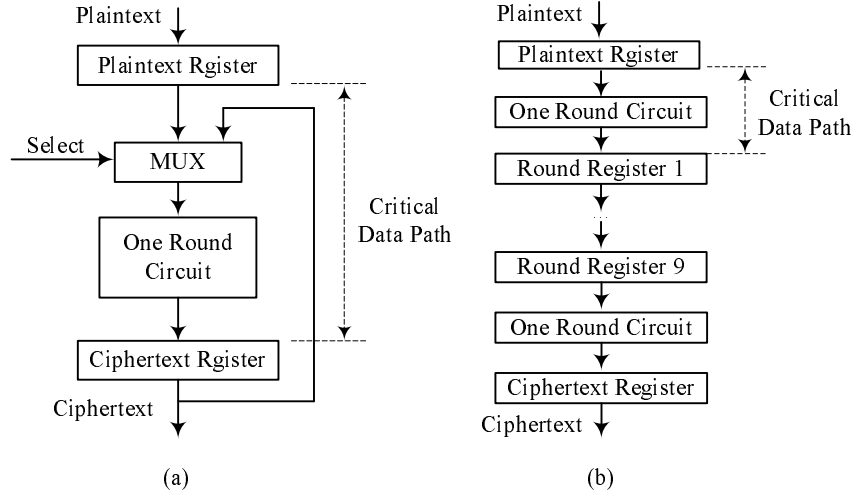 Plaintext
Plaintext Rgister
Select
MUX
One Round
Circuit
Critical
Data Path
Ciphertext Rgister
Ciphertext
(a)
Plaintext
Plaintext Rgister
One Round Circuit
Critical
Data Path
Round Register 1
Round Register 9
One Round Circuit
Ciphertext Register
Ciphertext
(b)